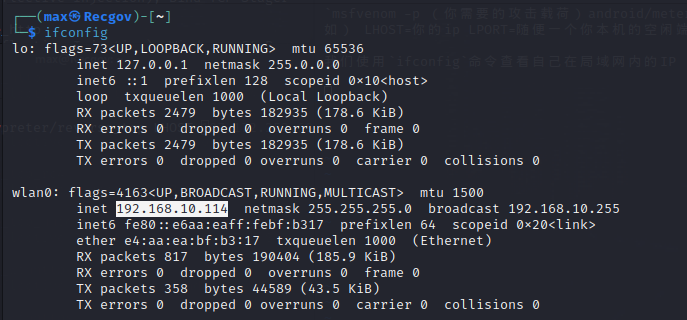 ┌──(max㉿Recgov)-[~]
└─$ ifconfig
lo: flags=73<UP,LOOPBACK,RUNNING>  mtu 65536
        inet 127.0.0.1  netmask 255.0.0.0
        inet6 ::1  prefixlen 128  scopeid 0×10<host>
        loop  txqueuelen 1000  (Local Loopback)
        RX packets 2479  bytes 182935 (178.6 KiB)
        RX errors 0  dropped 0  overruns 0  frame 0
        TX packets 2479  bytes 182935 (178.6 KiB)
        TX errors 0  dropped 0 overruns 0  carrier 0  collisions 0

wlan0: flags=4163<UP,BROADCAST,RUNNING,MULTICAST>  mtu 1500
        inet 192.168.10.114  netmask 255.255.255.0  broadcast 192.168.10.255
        inet6 fe80::e6aa:eaff:febf:b317  prefixlen 64  scopeid 0×20<link>
        ether e4:aa:ea:bf:b3:17  txqueuelen 1000  (Ethernet)
        RX packets 817  bytes 190404 (185.9 KiB)
        RX errors 0  dropped 0  overruns 0  frame 0
        TX packets 358  bytes 44589 (43.5 KiB)
        TX errors 0  dropped 0 overruns 0  carrier 0  collisions 0